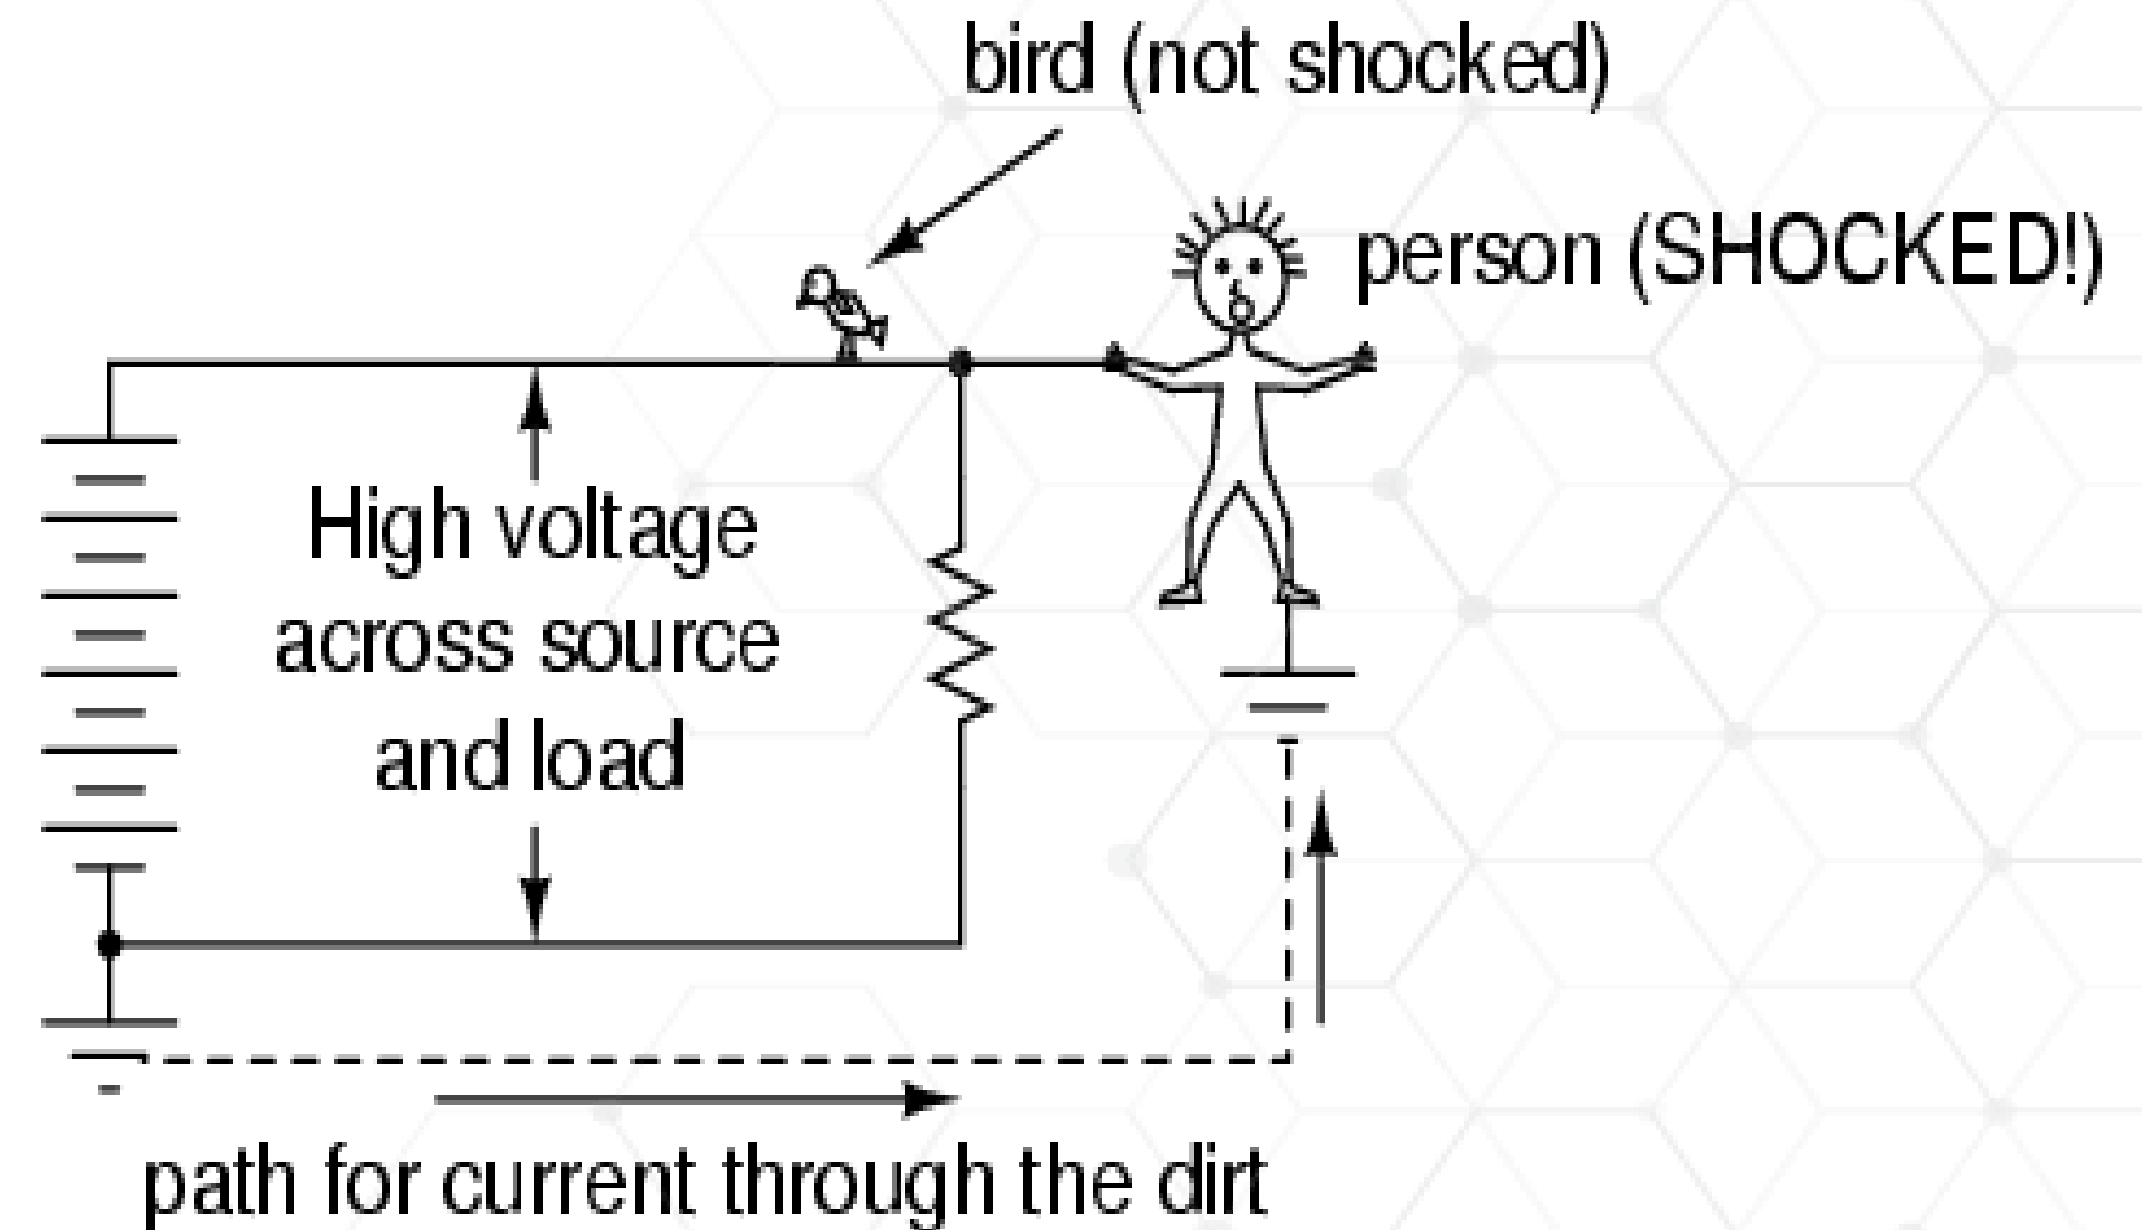 bird (not shocked)
person (SHOCKED!)
High voltage
across source
and load
path for current through the dirt